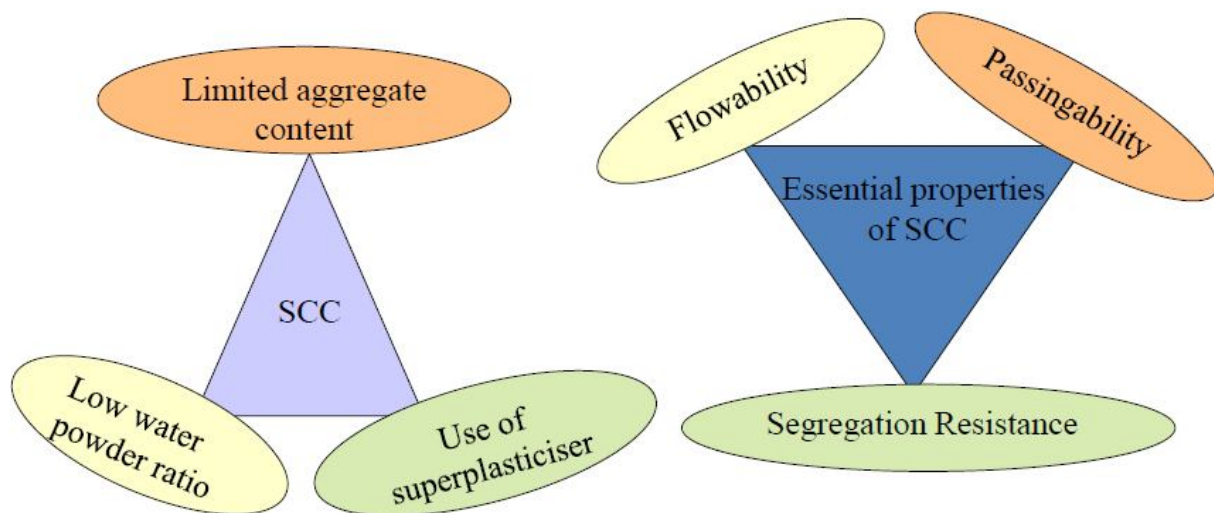 Limited aggregate
content
SCC
Low water
powder ratio
Use of
superplasticiser
Flowability
Passingability
Essential properties
of SCC
Segregation Resistance